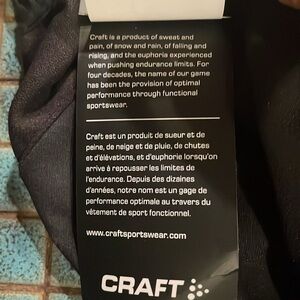 Craft is a product of sweat and
pain, of snow and rain, of falling and
rising, and the euphoria experienced
when pushing endurance limits. For
four decades, the name of our game
has been the provision of optimal
performance through functional
sportswear.
Craft est un produit de sueur et de
peine, de neige et de pluie, de chutes
et d'élévations, et d'euphorie lorsqu'on
arrive à repousser les limites de
l'endurance. Depuis des dizaines
d'années, notre nom est un gage de
performance optimale au travers du
vêtement de sport fonctionnel.
www.craftsportswear.com
CRAFT